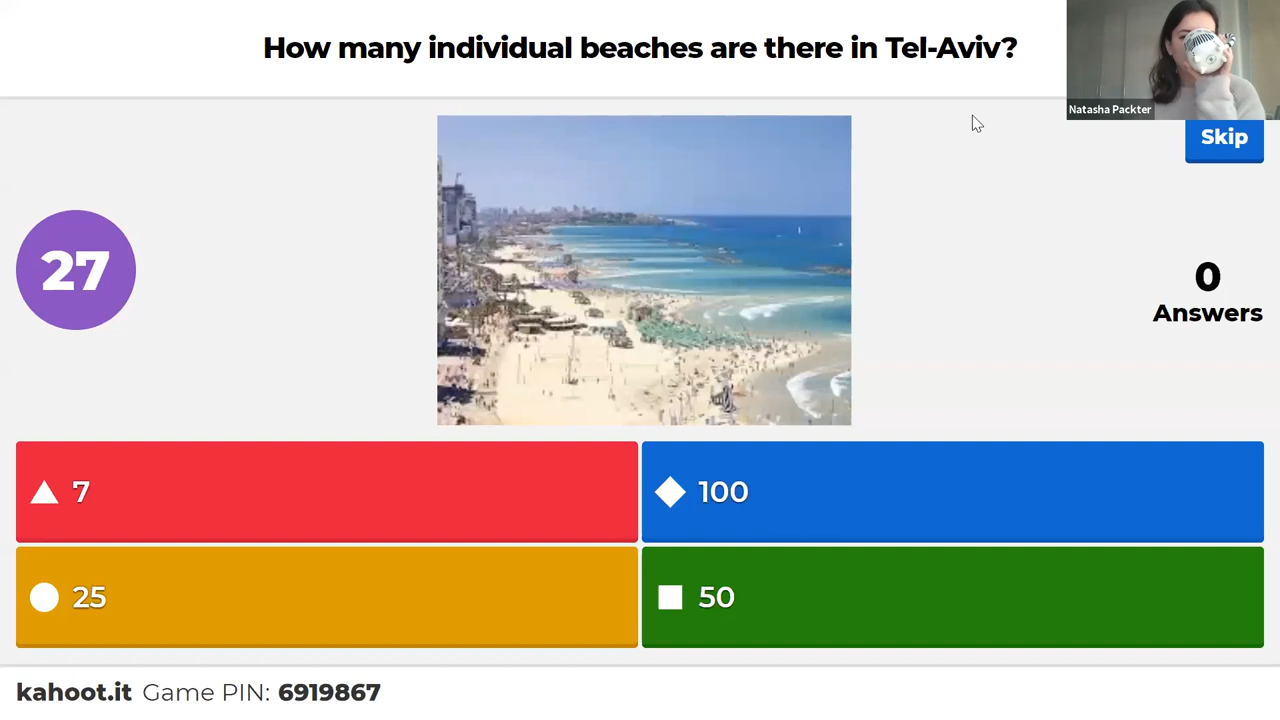 How many individual beaches are there in Tel-Aviv?
Natasha Packter
Skip
27
0
Answers
7
100
25
50
kahoot.it Game PIN: 6919867